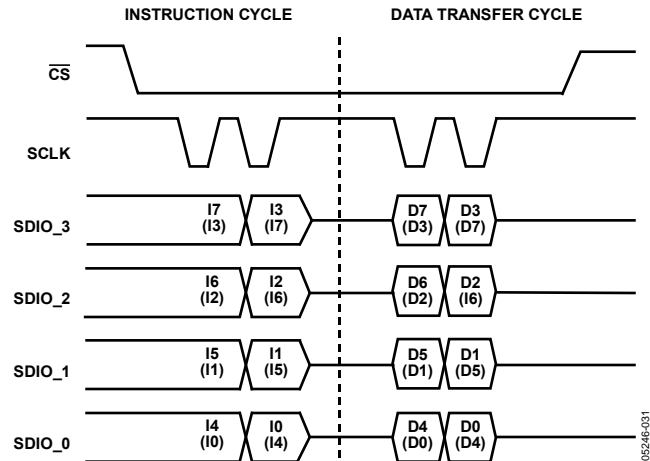 INSTRUCTION CYCLE DATA TRANSFER CYCLE
CS
SCLK
SDIO_3 I7 I3 D7 D3
(I3) (I7) (D3) (D7)
SDIO_2 I6 I2 D6 D2
(I2) (I6) (D2) (I6)
SDIO_1 I5 I1 D5 D1
(I1) (I5) (D1) (D5)
SDIO_0 I4 I0 D4 D0
(I0) (I4) (D0) (D4)
05246-031